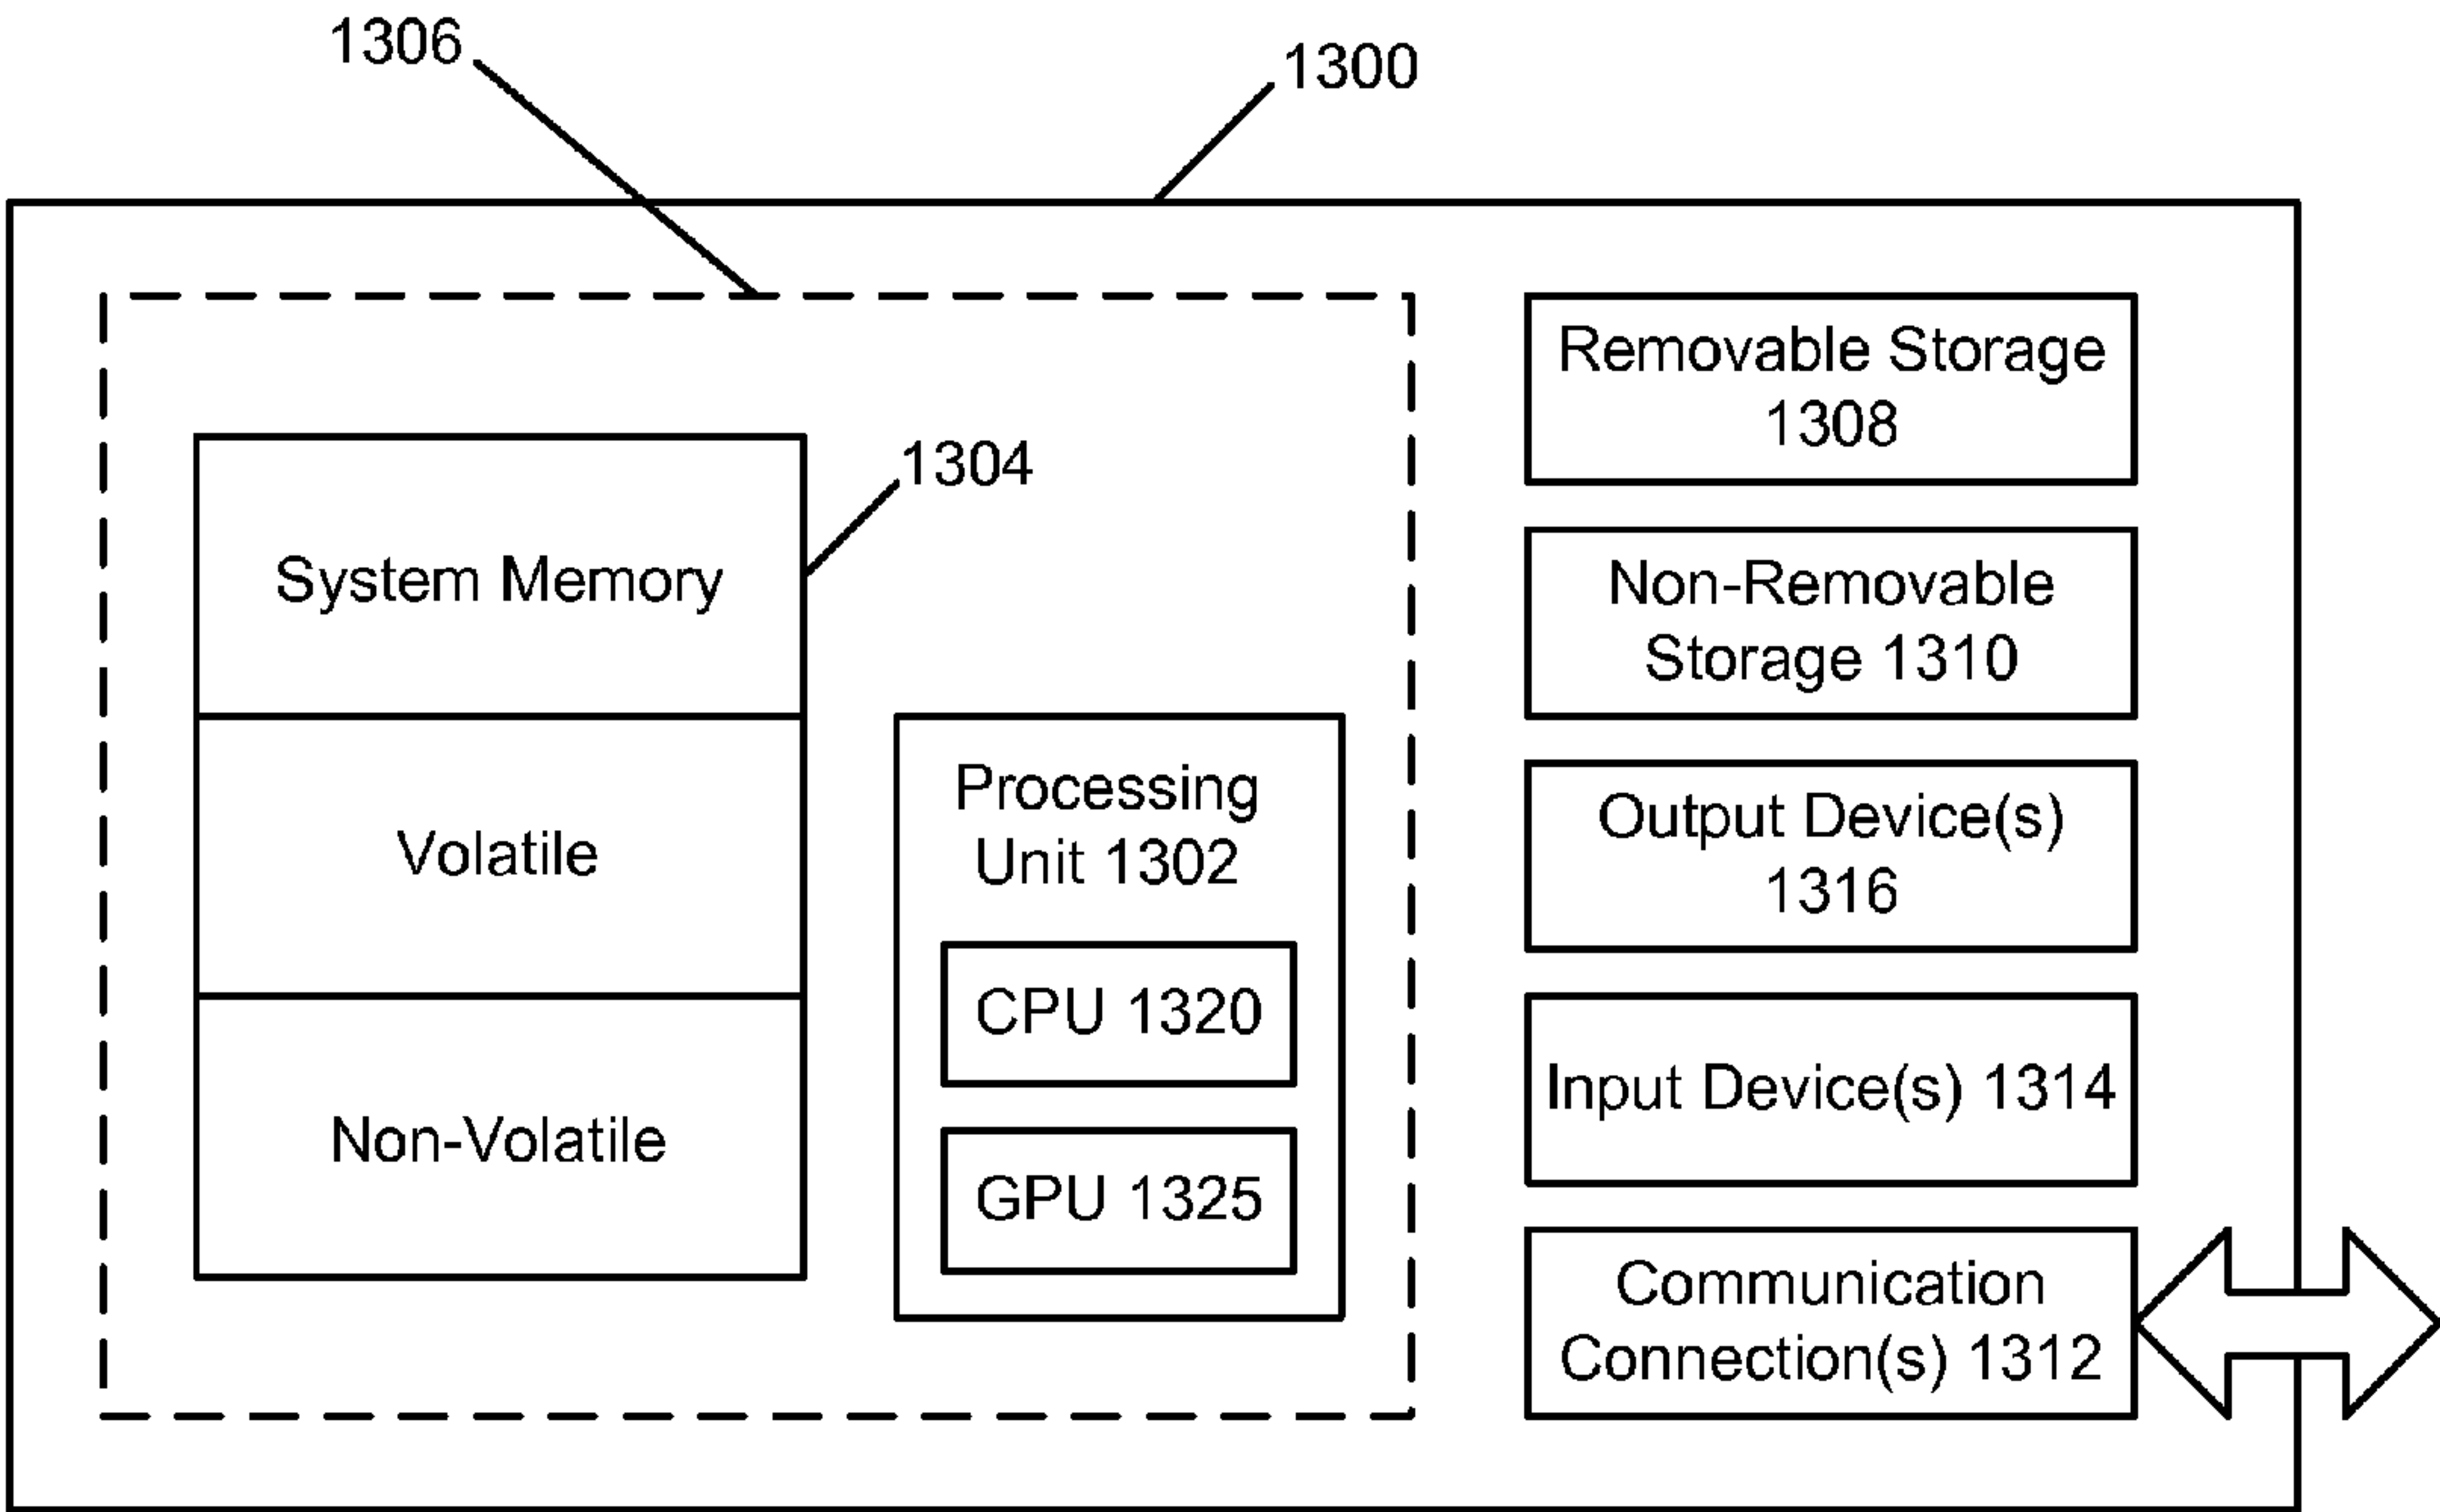 1306
1300
1304
System Memory
Volatile
Non-Volatile
Processing
Unit 1302
CPU 1320
GPU 1325
Removable Storage
1308
Non-Removable
Storage 1310
Output Device(s)
1316
Input Device(s) 1314
Communication
Connection(s) 1312